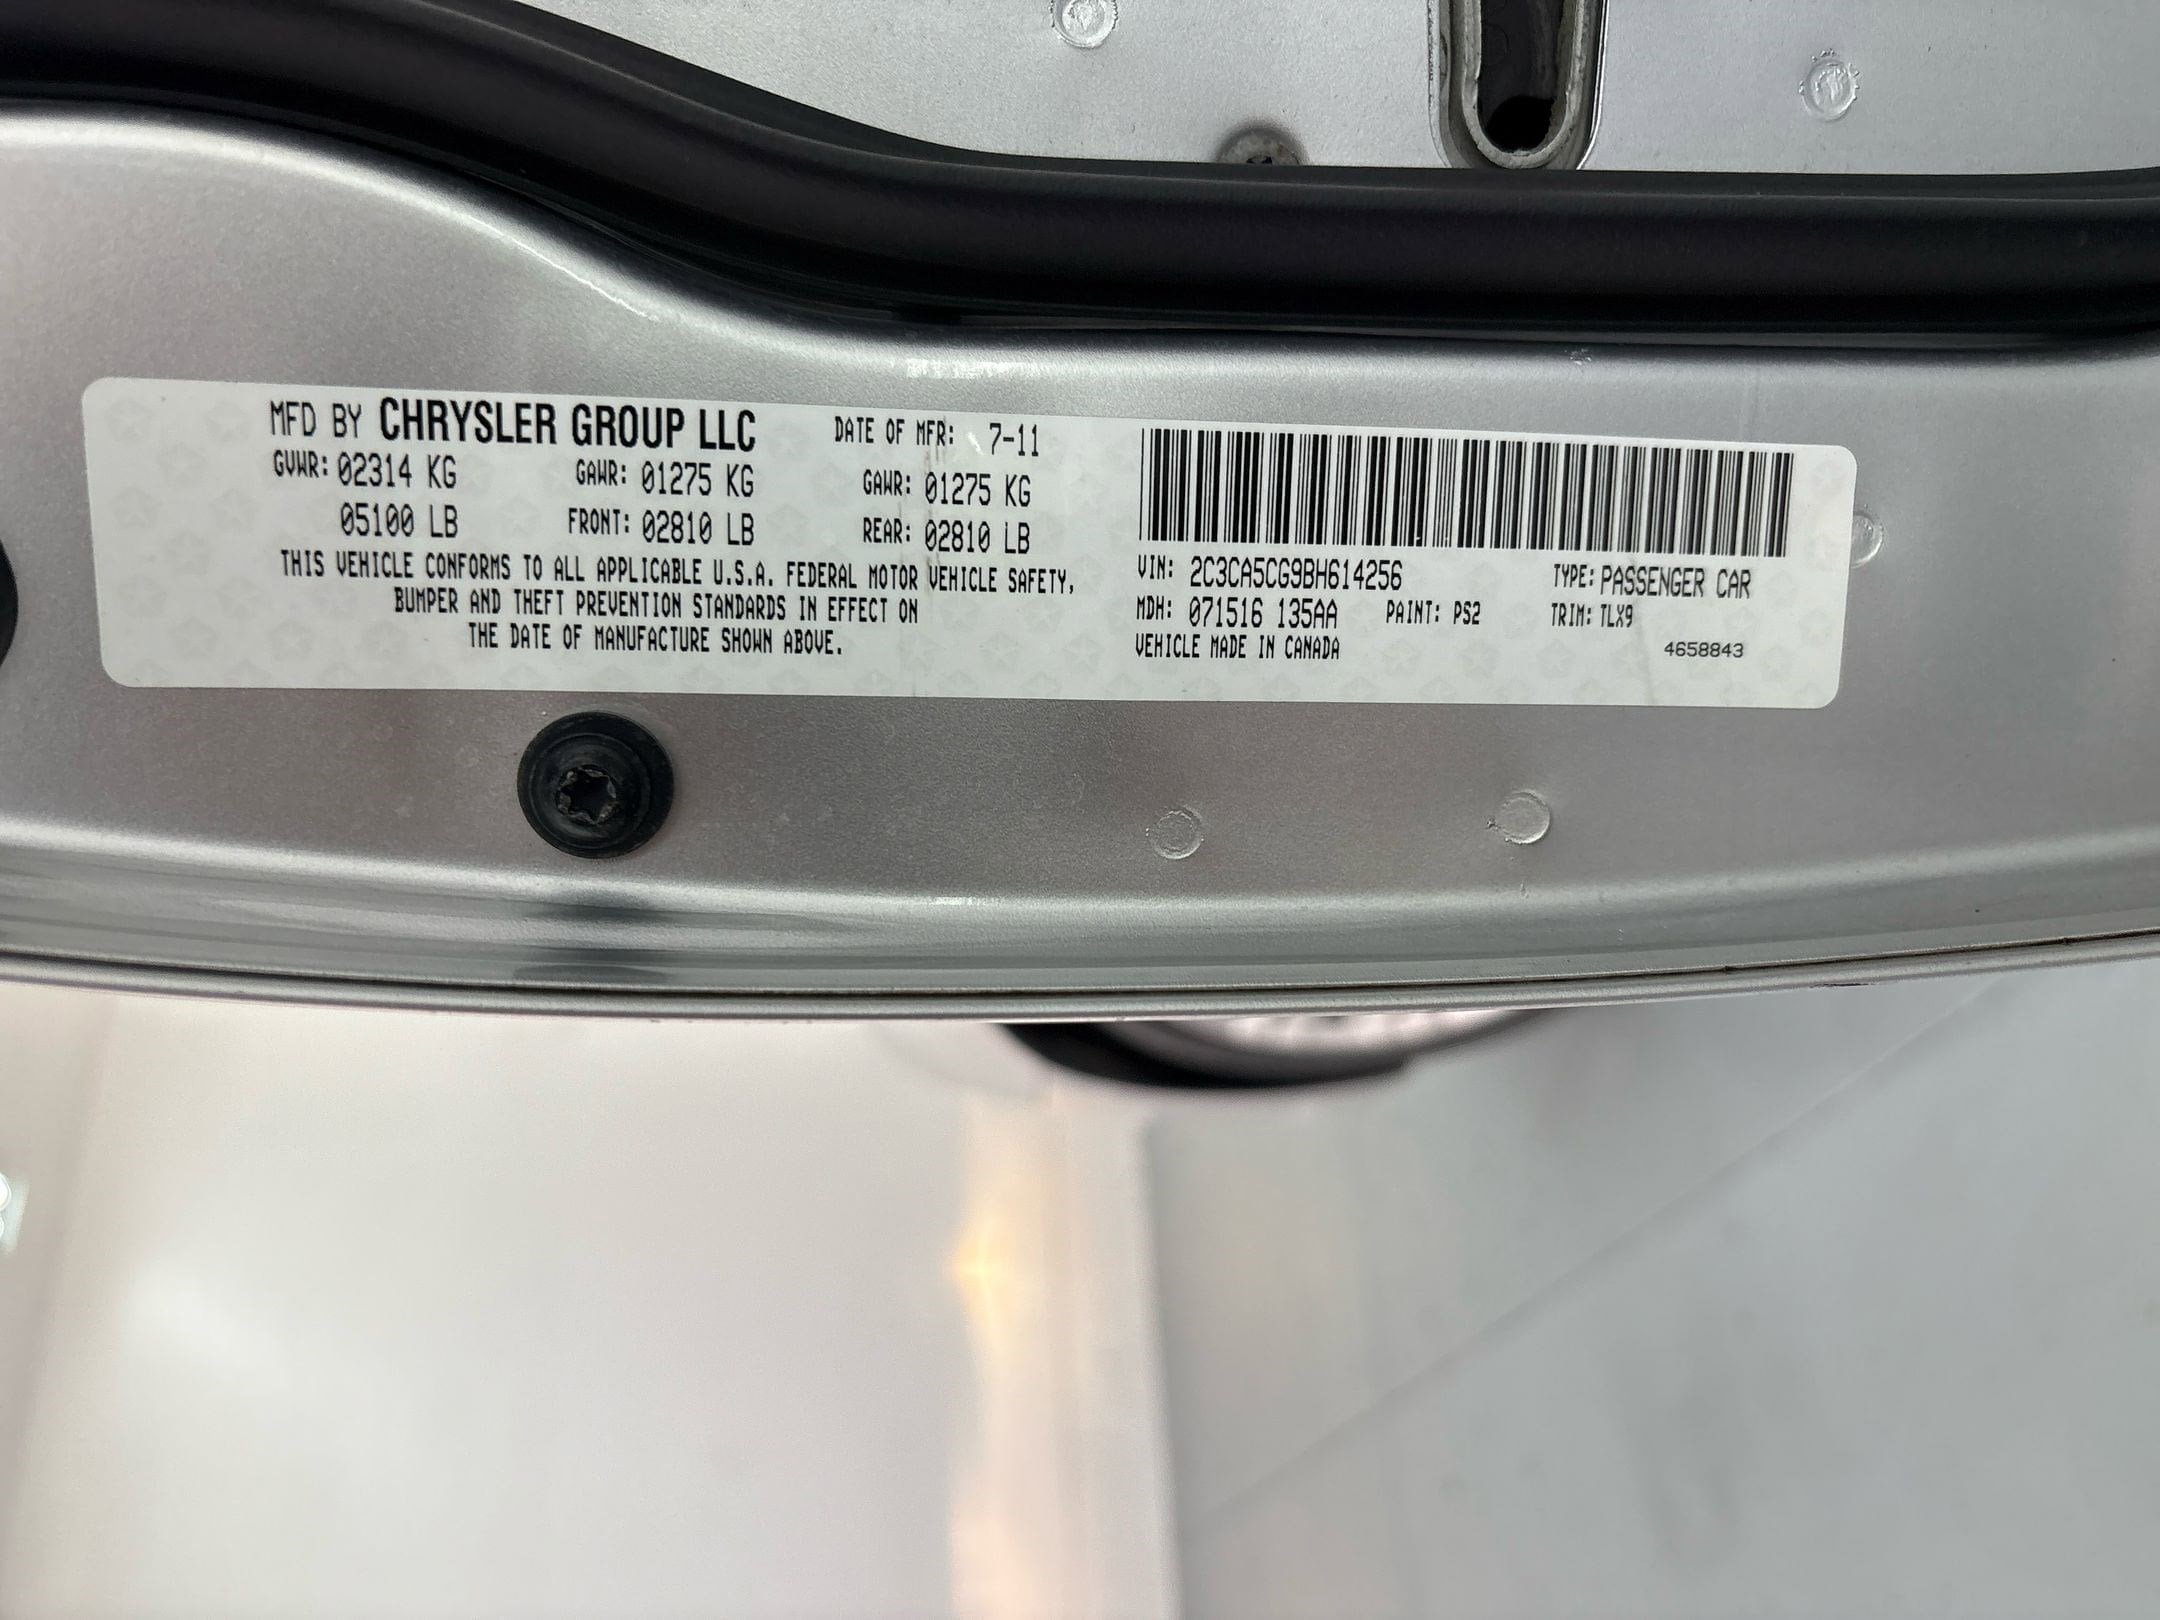 MFD BY CHRYSLER GROUP LLC DATE OF MFR: 7-11
GVWR: 02314 KG GAWR: 01275 KG GAWR: 01275 KG
05100 LB FRONT: 02810 LB REAR: 02810 LB
THIS VEHICLE CONFORMS TO ALL APPLICABLE U.S.A. FEDERAL MOTOR VEHICLE SAFETY,
BUMPER AND THEFT PREVENTION STANDARDS IN EFFECT ON
THE DATE OF MANUFACTURE SHOWN ABOVE.
VIN: 2C3CA5CG9BH614256 TYPE: PASSENGER CAR
MDH: 071516 135AA PAINT: PS2 TRIM: TLX9
VEHICLE MADE IN CANADA 4658843